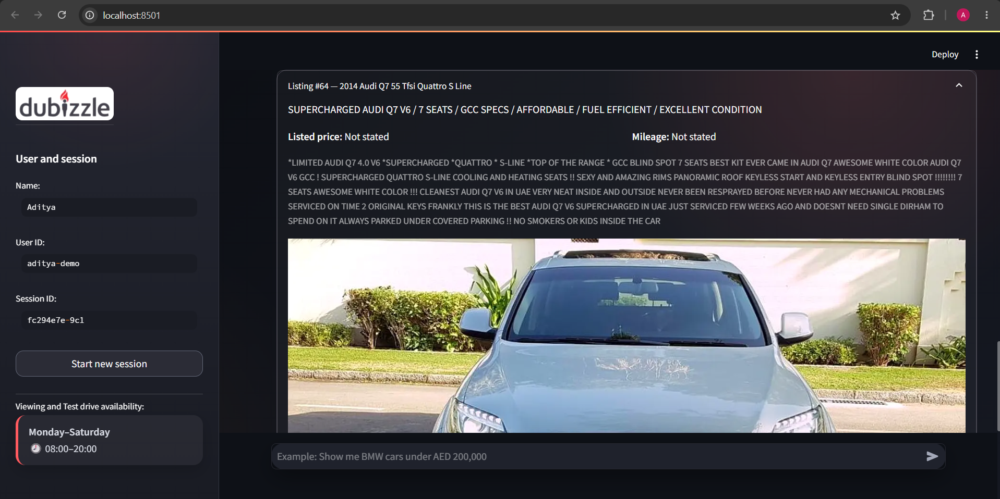 localhost:8501
A
Deploy
dubizzle
User and session
Name:
Aditya
User ID:
aditya-demo
Session ID:
fc294e7e-9c1
Start new session
Viewing and Test drive availability:
Monday–Saturday
08:00–20:00
Listing #64 — 2014 Audi Q7 55 Tfsi Quattro S Line
SUPERCHARGED AUDI Q7 V6 / 7 SEATS / GCC SPECS / AFFORDABLE / FUEL EFFICIENT / EXCELLENT CONDITION
Listed price: Not stated
Mileage: Not stated
*LIMITED AUDI Q7 4.0 V6 *SUPERCHARGED *QUATTRO * S-LINE *TOP OF THE RANGE * GCC BLIND SPOT 7 SEATS BEST KIT EVER CAME IN AUDI Q7 AWESOME WHITE COLOR AUDI Q7
V6 GCC ! SUPERCHARGED QUATTRO S-LINE COOLING AND HEATING SEATS !! SEXY AND AMAZING RIMS PANORAMIC ROOF KEYLESS START AND KEYLESS ENTRY BLIND SPOT !!!!!!!! 7
SEATS AWESOME WHITE COLOR !!! CLEANEST AUDI Q7 V6 IN UAE VERY NEAT INSIDE AND OUTSIDE NEVER BEEN RESPRAYED BEFORE NEVER HAD ANY MECHANICAL PROBLEMS
SERVICED ON TIME 2 ORIGINAL KEYS FRANKLY THIS IS THE BEST AUDI Q7 V6 SUPERCHARGED IN UAE JUST SERVICED FEW WEEKS AGO AND DOESNT NEED SINGLE DIRHAM TO
SPEND ON IT ALWAYS PARKED UNDER COVERED PARKING !! NO SMOKERS OR KIDS INSIDE THE CAR
Example: Show me BMW cars under AED 200,000